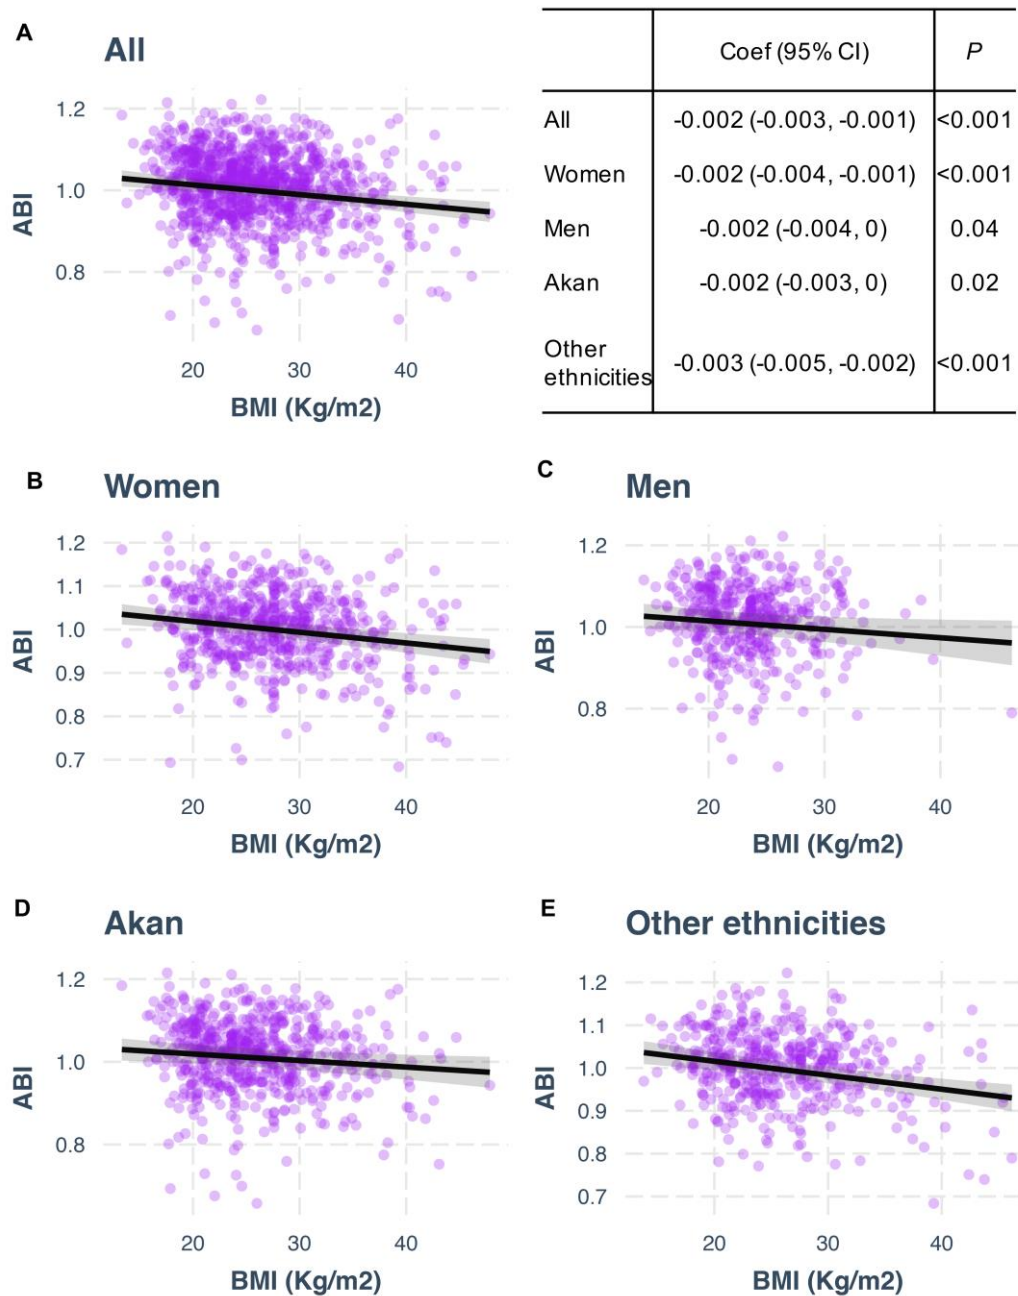 A
All
1.2
1.0
0.8
ABI
20 30 40
BMI (Kg/m2)
Coef (95% CI) P
All -0.002 (-0.003, -0.001) <0.001
Women -0.002 (-0.004, -0.001) <0.001
Men -0.002 (-0.004, 0) 0.04
Akan -0.002 (-0.003, 0) 0.02
Other
ethnicities -0.003 (-0.005, -0.002) <0.001
B
Women
1.2
1.1
1.0
0.9
0.8
0.7
ABI
20 30 40
BMI (Kg/m2)
C
Men
1.2
1.0
0.8
ABI
20 30 40
BMI (Kg/m2)
D
Akan
1.2
1.0
0.8
ABI
20 30 40
BMI (Kg/m2)
E
Other ethnicities
1.2
1.1
1.0
0.9
0.8
0.7
ABI
20 30 40
BMI (Kg/m2)